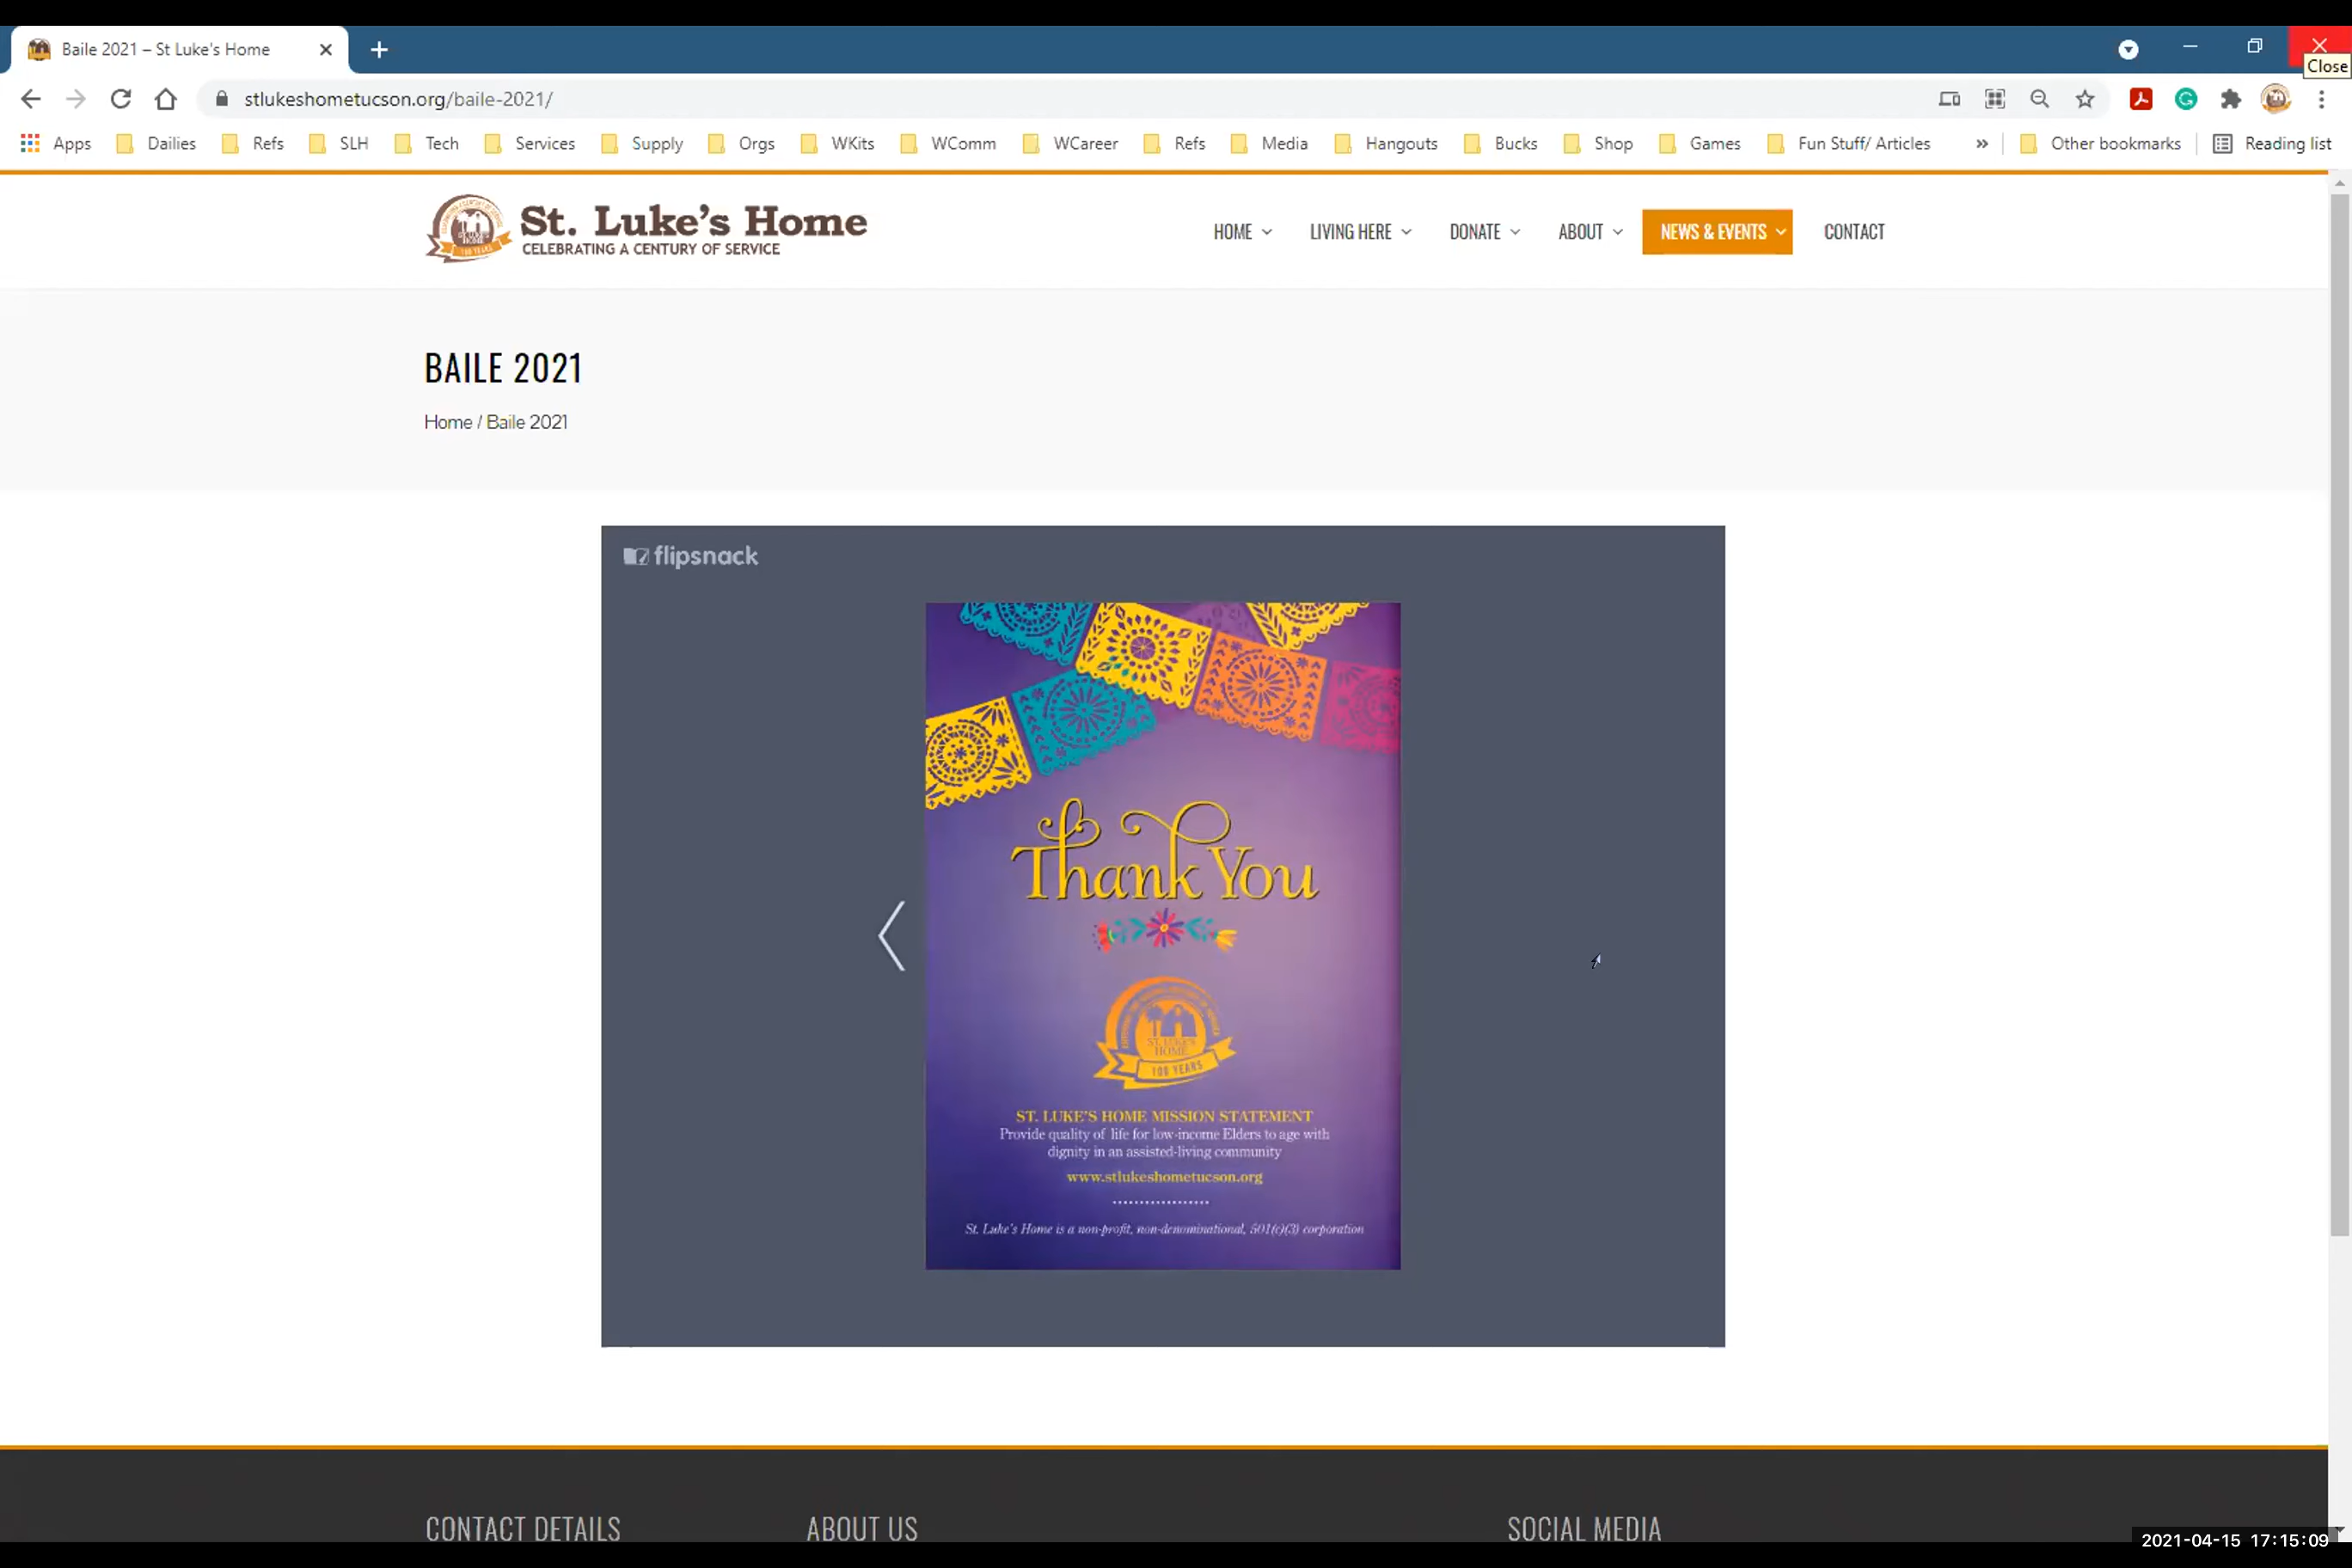 Baile 2021 – St Luke's Home
Close
stlukeshometucson.org/baile-2021/
Apps Dailies Refs SLH Tech Services Supply Orgs WKits WComm WCareer Refs Media Hangouts Bucks Shop Games Fun Stuff/ Articles » Other bookmarks Reading list
St. Luke's Home
CELEBRATING A CENTURY OF SERVICE
HOME LIVING HERE DONATE ABOUT NEWS & EVENTS CONTACT
BAILE 2021
Home / Baile 2021
flipsnack
Thank You
ST. LUKE'S
HOME
100 YEARS
ST. LUKE'S HOME MISSION STATEMENT
Provide quality of life for low-income Elders to age with
dignity in an assisted-living community
www.stlukeshometucson.org
St. Luke's Home is a non-profit, non-denominational, 501(c)(3) corporation
CONTACT DETAILS ABOUT US SOCIAL MEDIA
2021-04-15 17:15:09